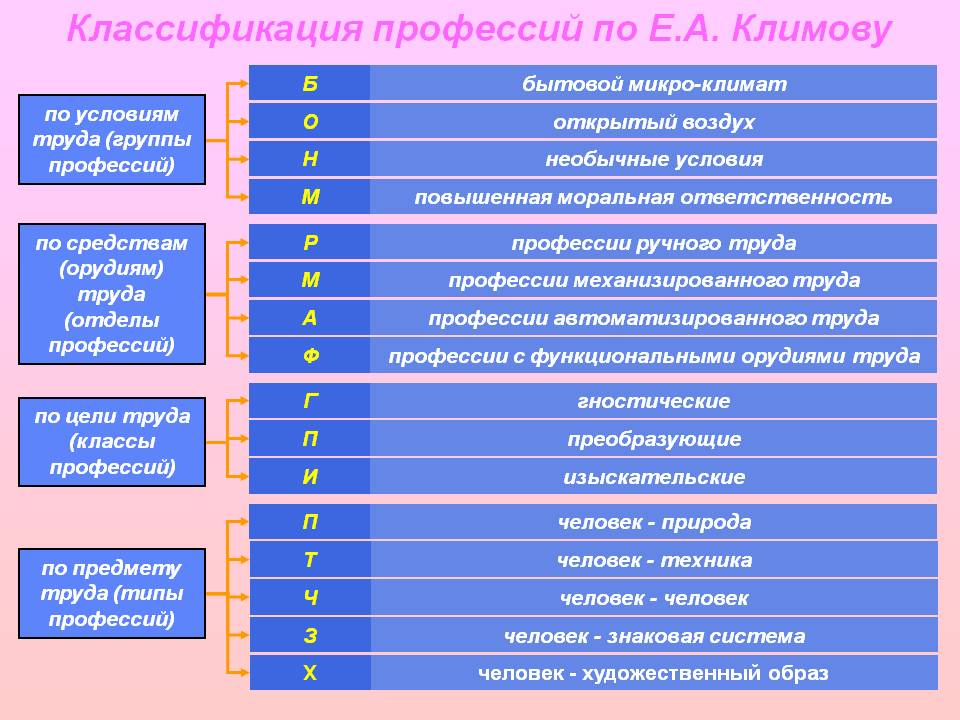 Классификация профессий по Е.А. Климову
по условиям
труда (группы
профессий)
Б бытовой микро-климат
О открытый воздух
Н необычные условия
М повышенная моральная ответственность
по средствам
(орудиям)
труда
(отделы
профессий)
Р профессии ручного труда
М профессии механизированного труда
А профессии автоматизированного труда
Ф профессии с функциональными орудиями труда
по цели труда
(классы
профессий)
Г гностические
П преобразующие
И изыскательские
по предмету
труда (типы
профессий)
П человек - природа
Т человек - техника
Ч человек - человек
З человек - знаковая система
Х человек - художественный образ